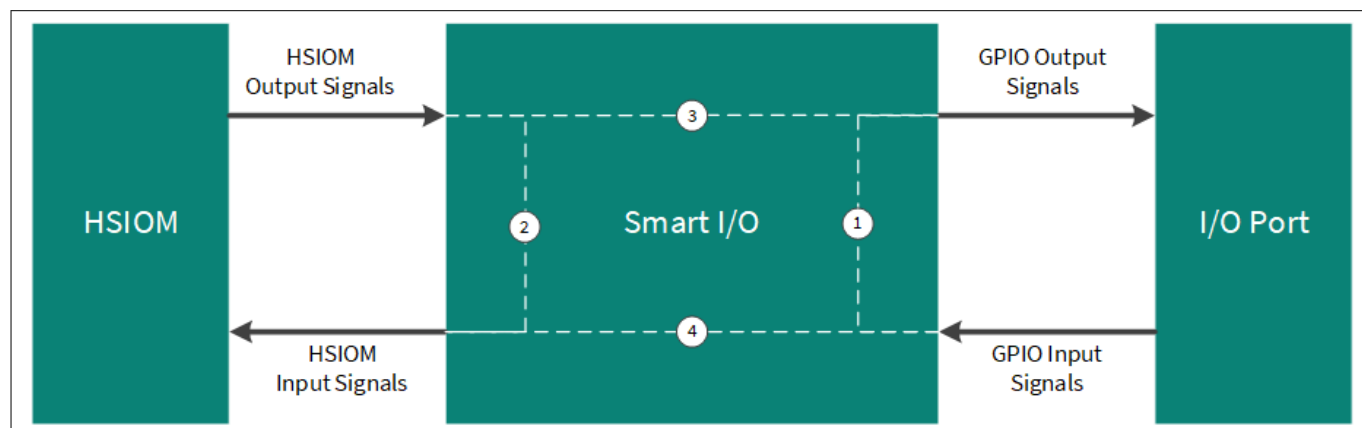 HSIOM
Output Signals
GPIO Output
Signals
3
HSIOM
2
Smart I/O
1
I/O Port
4
HSIOM
Input Signals
GPIO Input
Signals